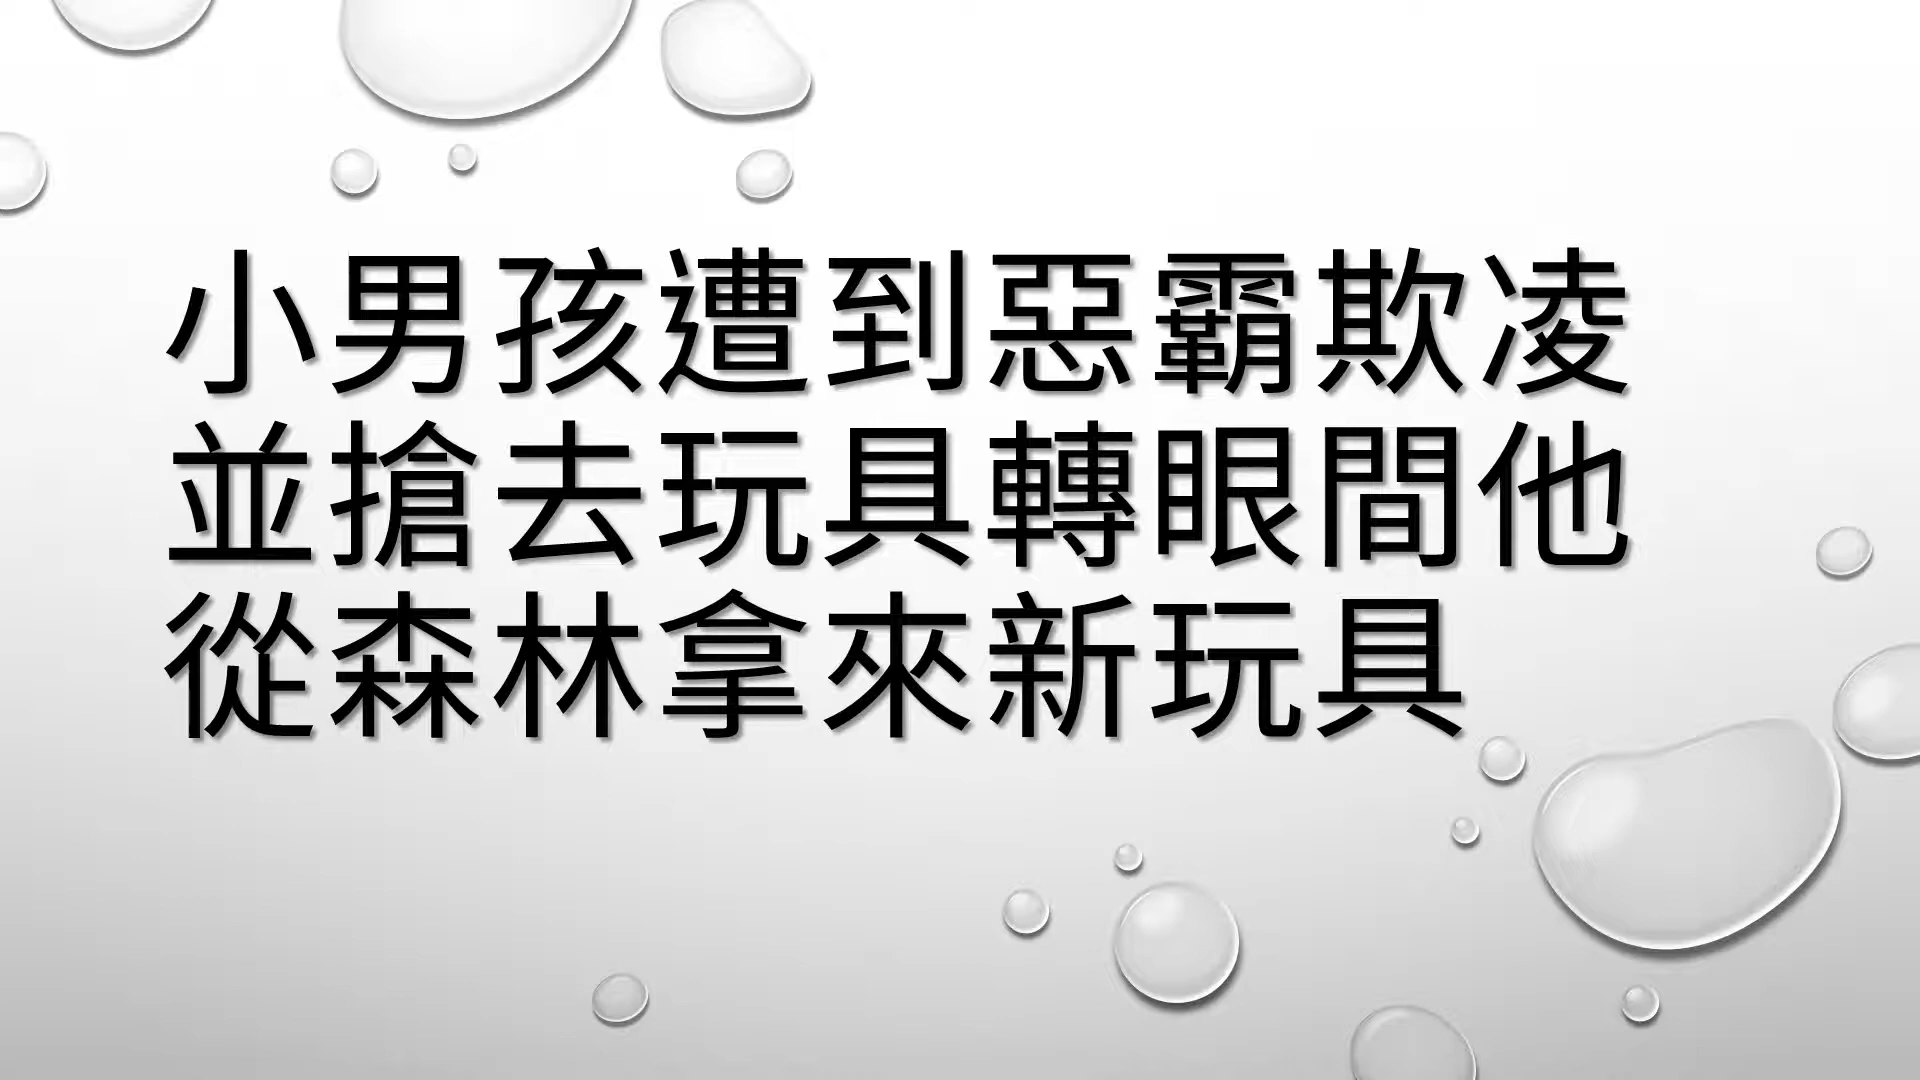 小男孩遭到惡霸欺凌
並搶去玩具轉眼間他
從森林拿來新玩具